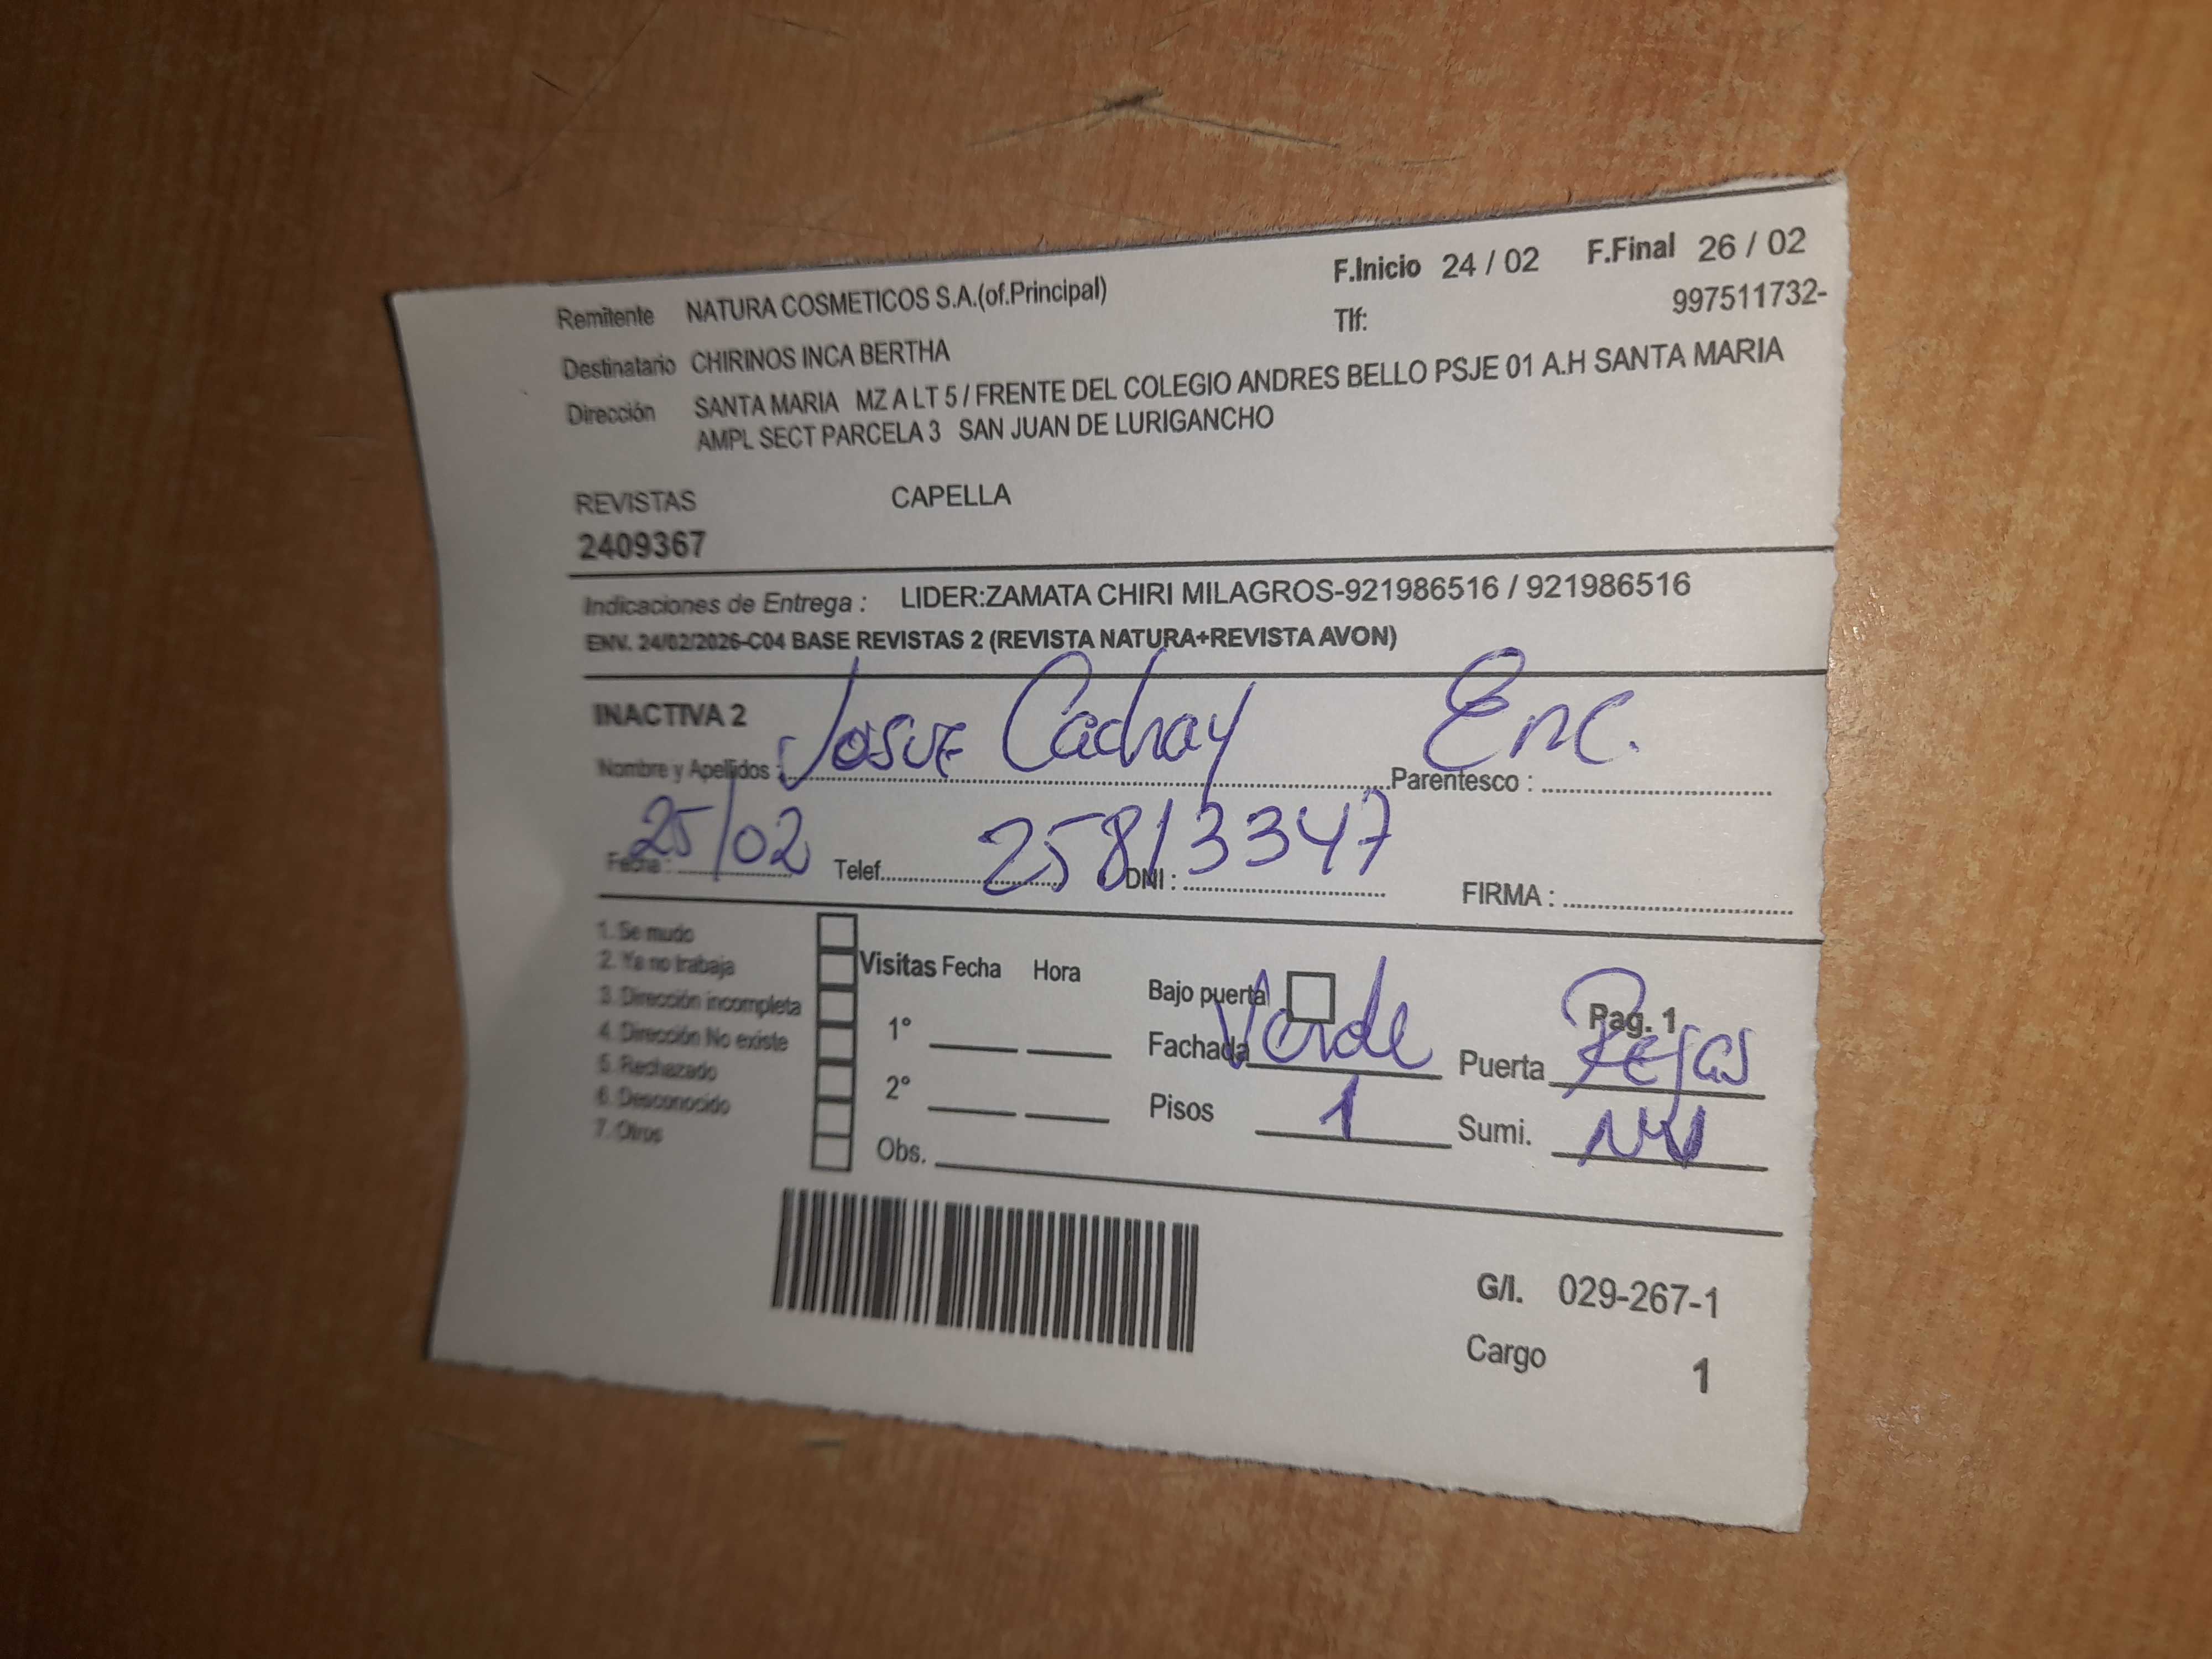 F.Inicio 24 / 02 F.Final 26 / 02
Remitente NATURA COSMETICOS S.A.(of.Principal) Tlf: 997511732-
Destinatario CHIRINOS INCA BERTHA
Dirección SANTA MARIA MZ A LT 5 / FRENTE DEL COLEGIO ANDRES BELLO PSJE 01 A.H SANTA MARIA
AMPL SECT PARCELA 3 SAN JUAN DE LURIGANCHO
REVISTAS CAPELLA
2409367
Indicaciones de Entrega : LIDER:ZAMATA CHIRI MILAGROS-921986516 / 921986516
ENV. 24/02/2026-C04 BASE REVISTAS 2 (REVISTA NATURA+REVISTA AVON)
INACTIVA 2
Nombre y Apellidos : Josue Cachay Parentesco : Enc.
Fecha : 25/02 Telef. DNI : 25813347 FIRMA :
1. Se mudo
2. Ya no trabaja
3. Dirección incompleta
4. Dirección No existe
5. Rechazado
6. Desconocido
7. Otros
Visitas Fecha Hora
1°
2°
Obs.
Bajo puerta Pag. 1
Fachada Verde Puerta Rejas
Pisos 1 Sumi.
G/I. 029-267-1
Cargo 1